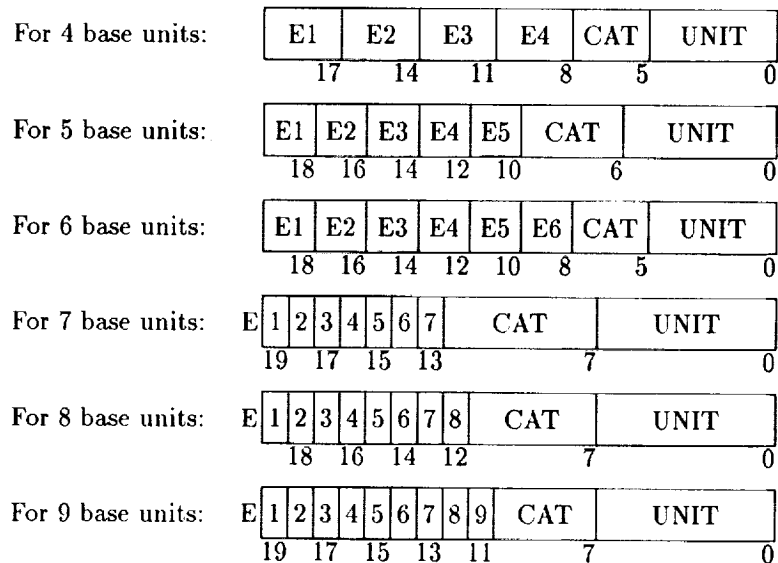 For 4 base units: E1 E2 E3 E4 CAT UNIT
17 14 11 8 5 0
For 5 base units: E1 E2 E3 E4 E5 CAT UNIT
18 16 14 12 10 6 0
For 6 base units: E1 E2 E3 E4 E5 E6 CAT UNIT
18 16 14 12 10 8 5 0
For 7 base units: E 1 2 3 4 5 6 7 CAT UNIT
19 17 15 13 7 0
For 8 base units: E 1 2 3 4 5 6 7 8 CAT UNIT
18 16 14 12 7 0
For 9 base units: E 1 2 3 4 5 6 7 8 9 CAT UNIT
19 17 15 13 11 7 0